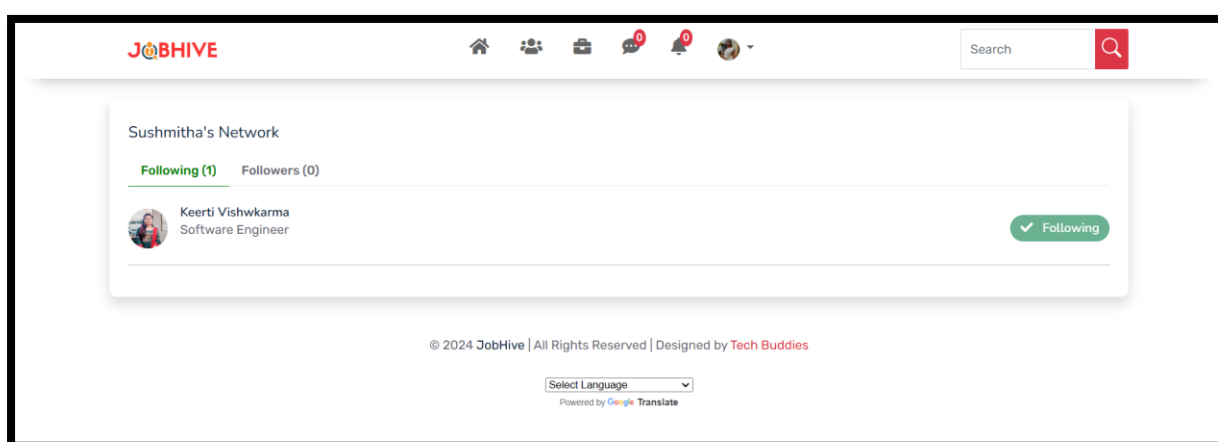 JOBHIVE
0
0
Search
Sushmitha's Network
Following (1) Followers (0)
Keerti Vishwkarma
Software Engineer
Following
© 2024 JobHive | All Rights Reserved | Designed by Tech Buddies
Select Language
Powered by Google Translate